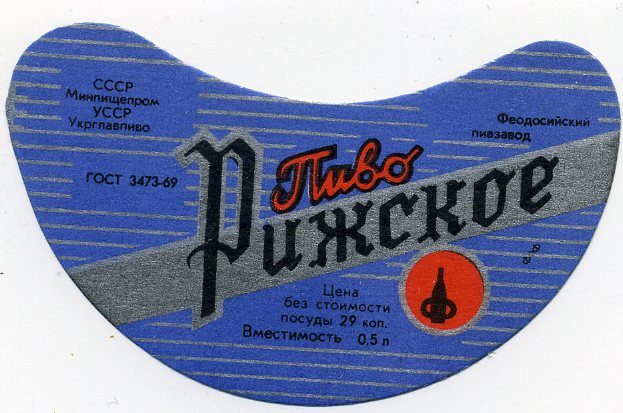 СССР
Минпищепром
УССР
Укрглавпиво
ГОСТ 3473-69
Феодосийский
пивзавод
Пиво
Рижское
Цена
без стоимости
посуды 29 коп.
Вместимость 0,5 л